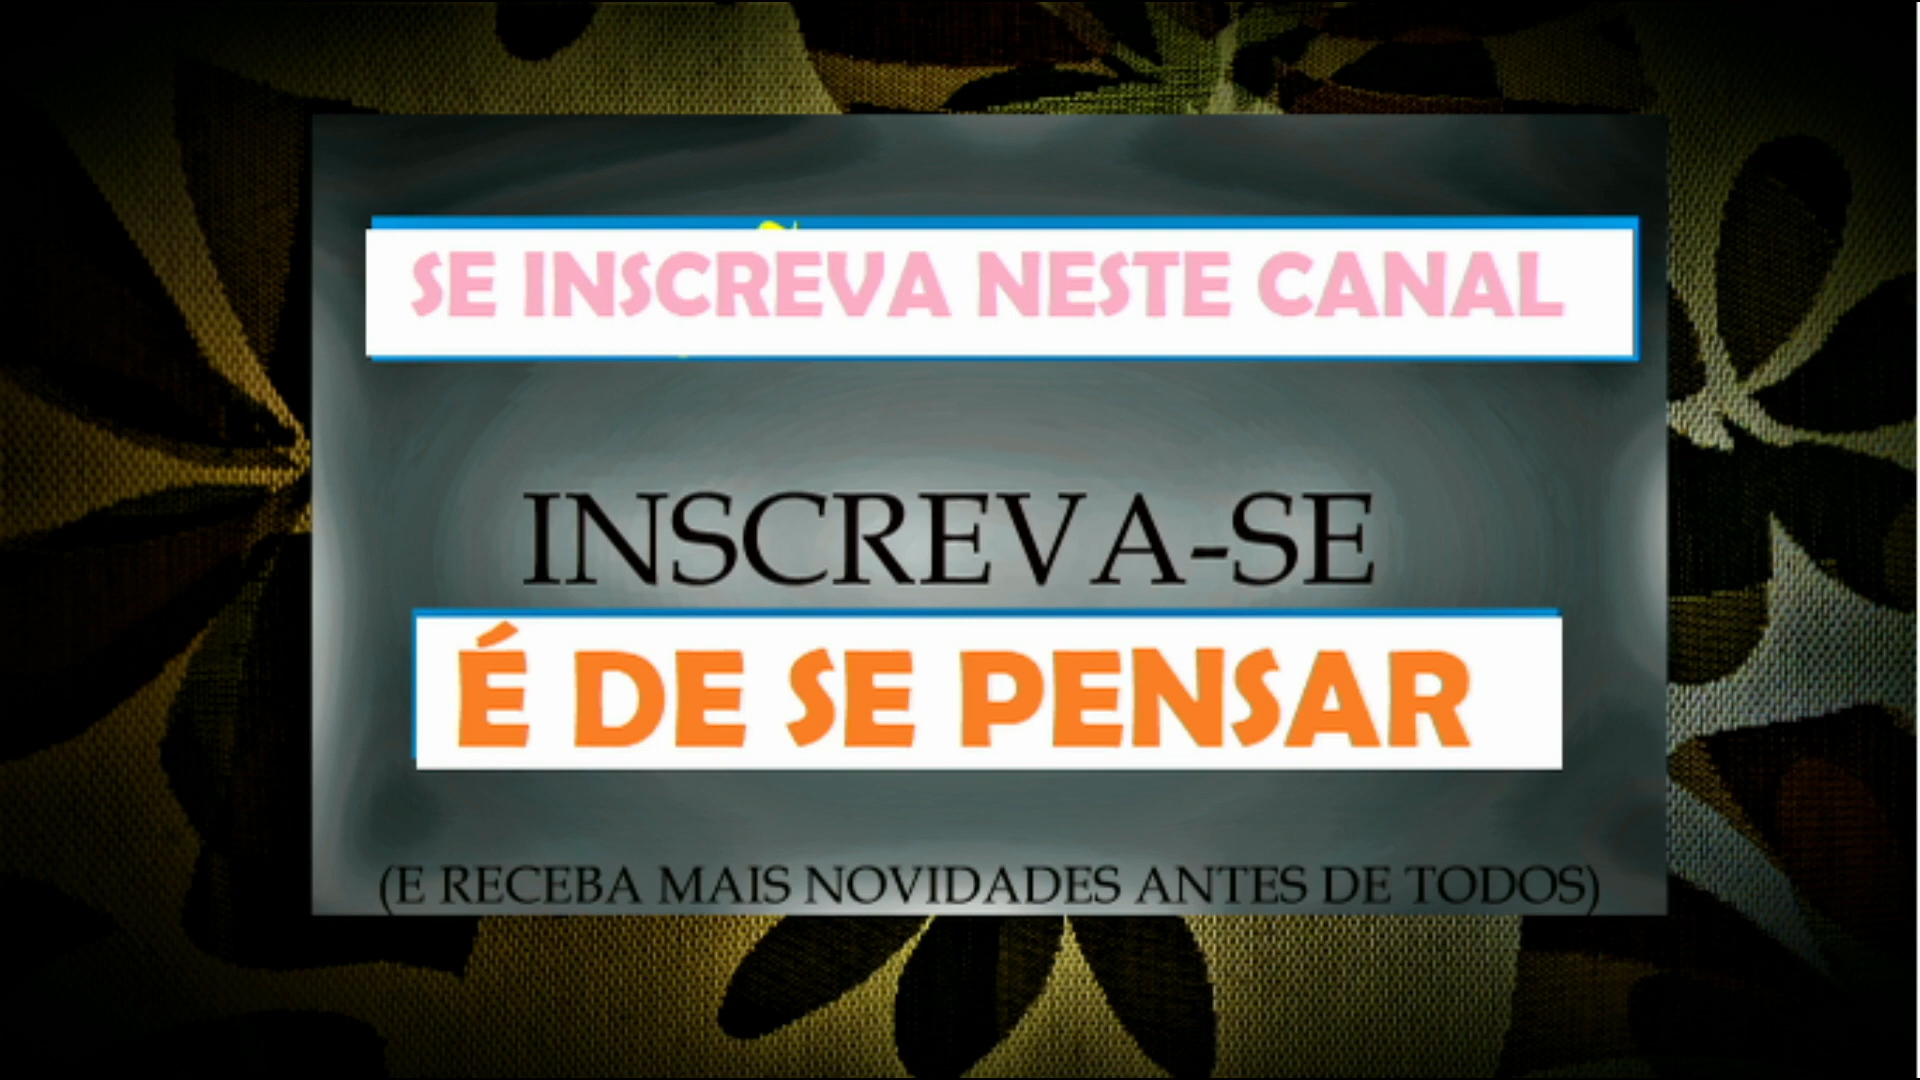 SE INSCREVA NESTE CANAL
INSCREVA-SE
É DE SE PENSAR
(E RECEBA MAIS NOVIDADES ANTES DE TODOS)